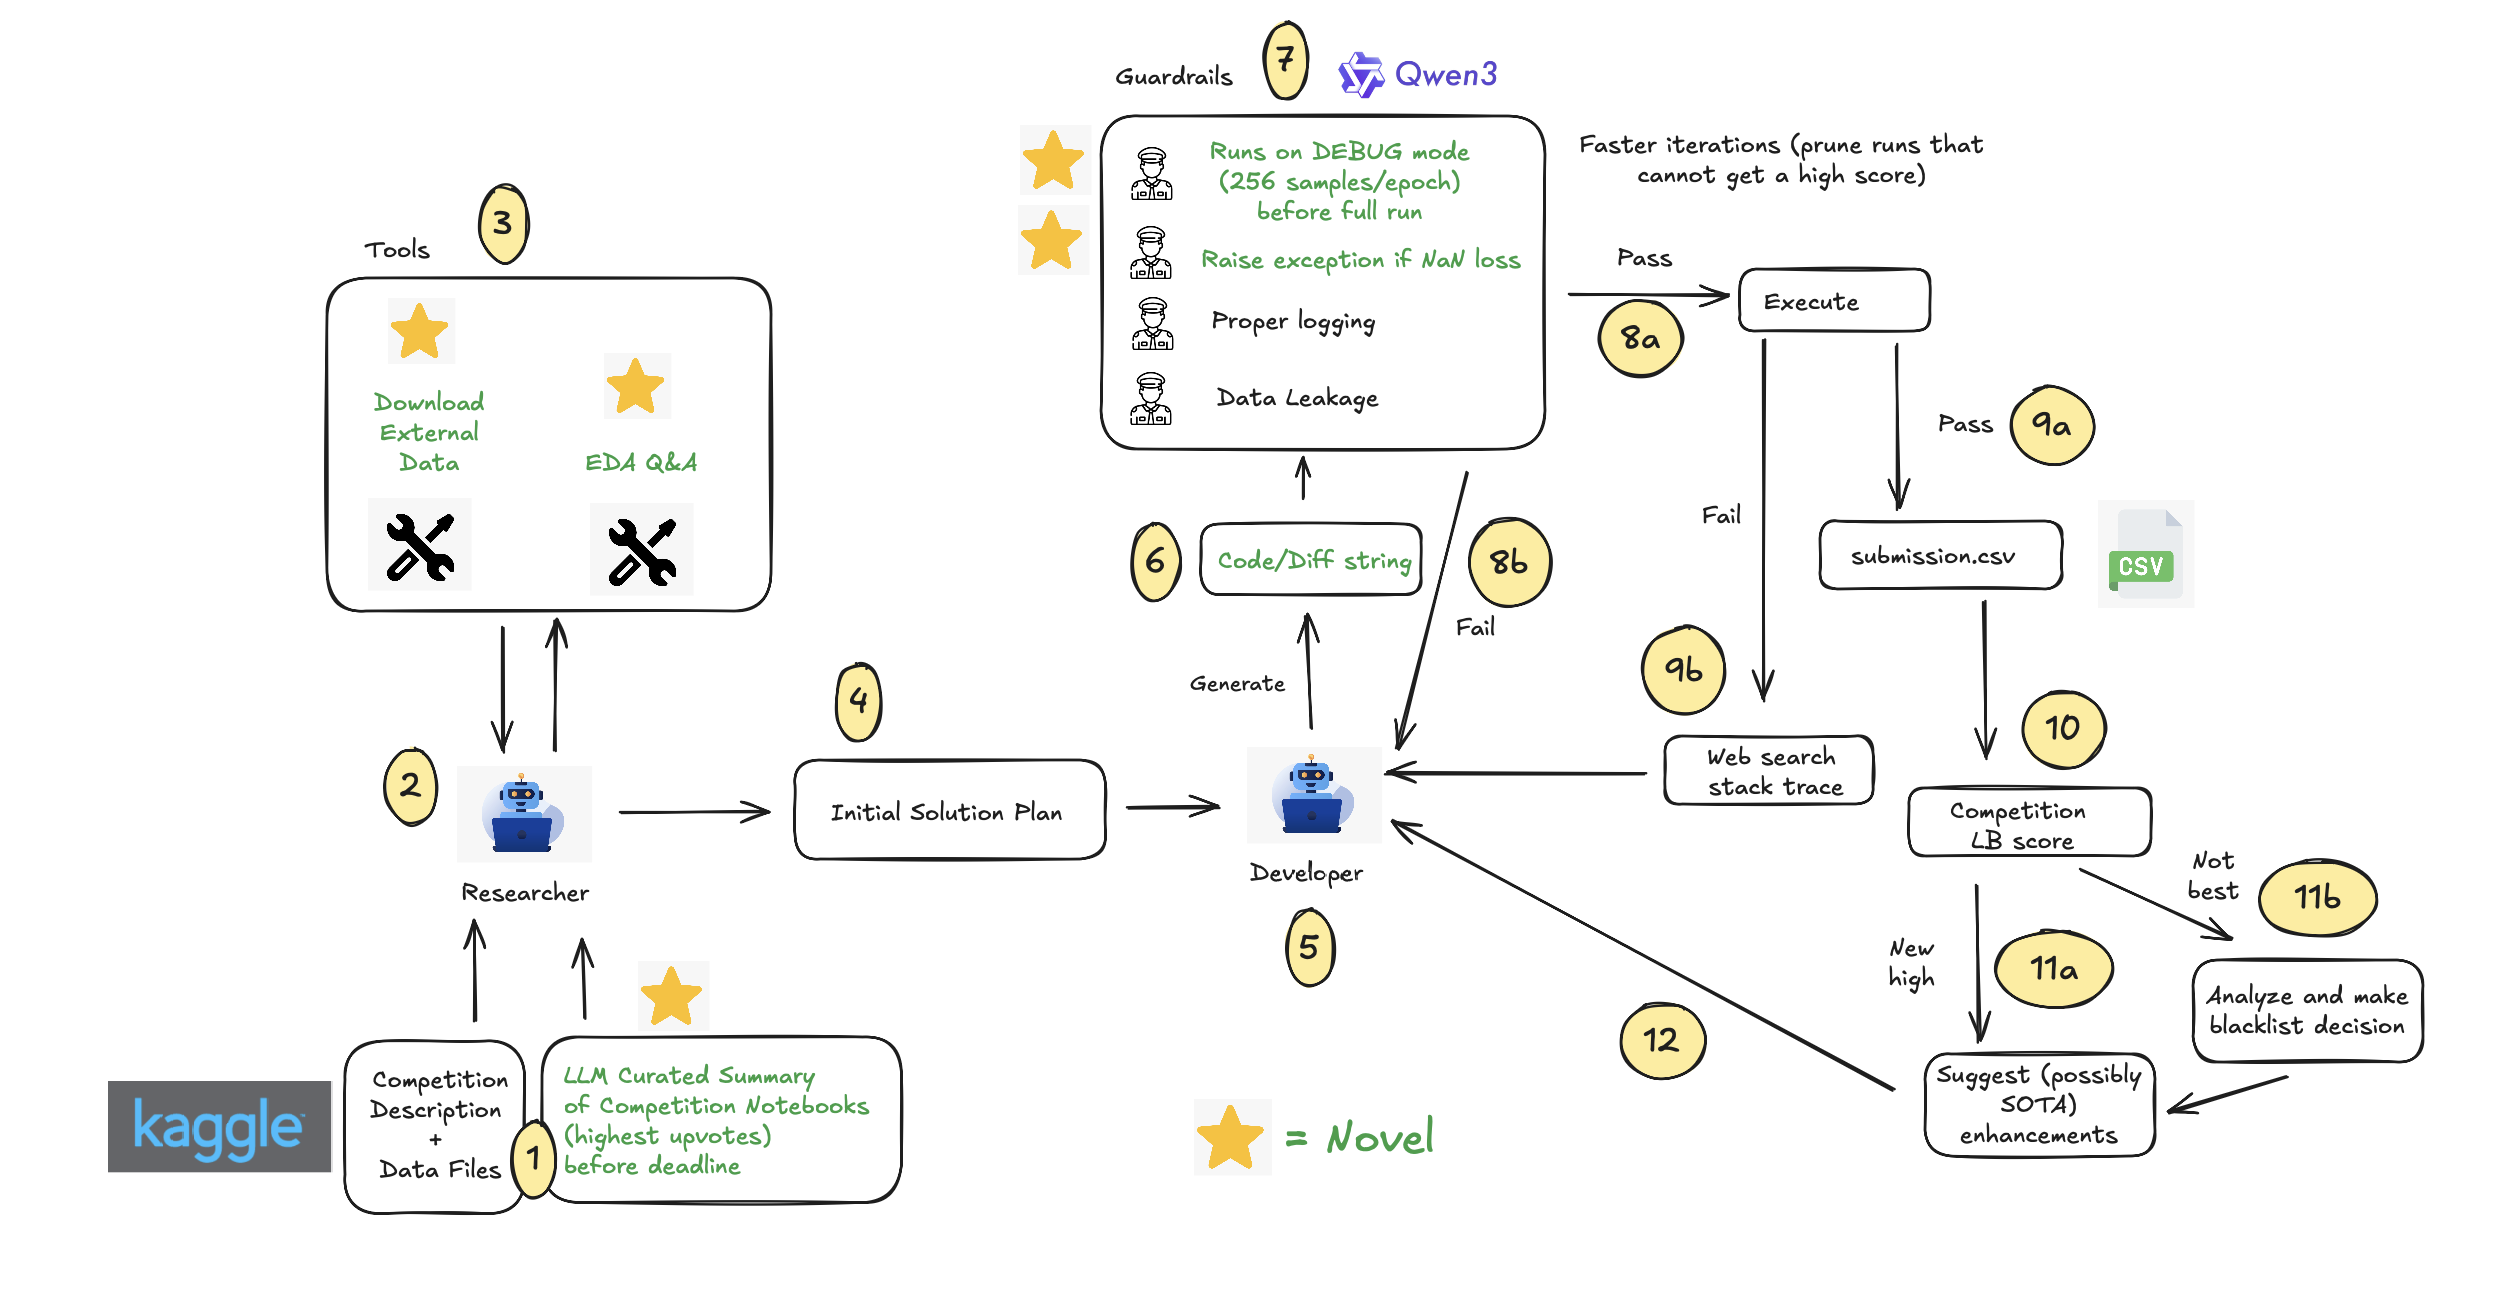 Guardrails
7
Qwen3
Runs on DEBUG mode
(256 samples/epoch)
before full run
Raise exception if NaN loss
Proper logging
Data Leakage
Faster iterations (prune runs that
cannot get a high score)
Pass
8a
Execute
Pass
9a
Fail
submission.csv
CSV
3
Tools
Download
External
Data
EDA Q&A
6
Code/Diff string
8b
Fail
Generate
9b
Web search
stack trace
10
Competition
LB score
Not
best
11b
New
high
11a
Analyze and make
blacklist decision
Suggest (possibly
SOTA)
enhancements
12
2
Researcher
4
Initial Solution Plan
Developer
5
kaggle
Competition
Description
+
Data Files
1
LLM Curated Summary
of Competition Notebooks
(highest upvotes)
before deadline
= Novel